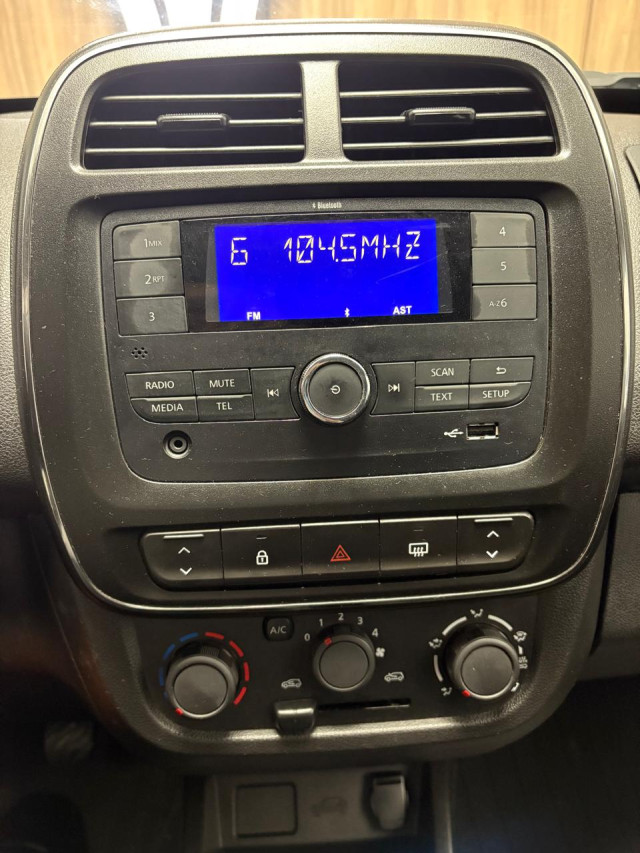 Bluetooth
1MIX
2RPT
3
6 104.5MHZ
FM AST
4
5
A-Z6
RADIO
MEDIA
MUTE
TEL
SCAN
TEXT
SETUP
A/C
0 1 2 3 4